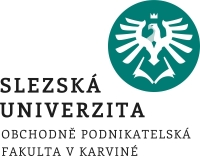 SLEZSKÁ
UNIVERZITA
OBCHODNĚ PODNIKATELSKÁ
FAKULTA V KARVINÉ